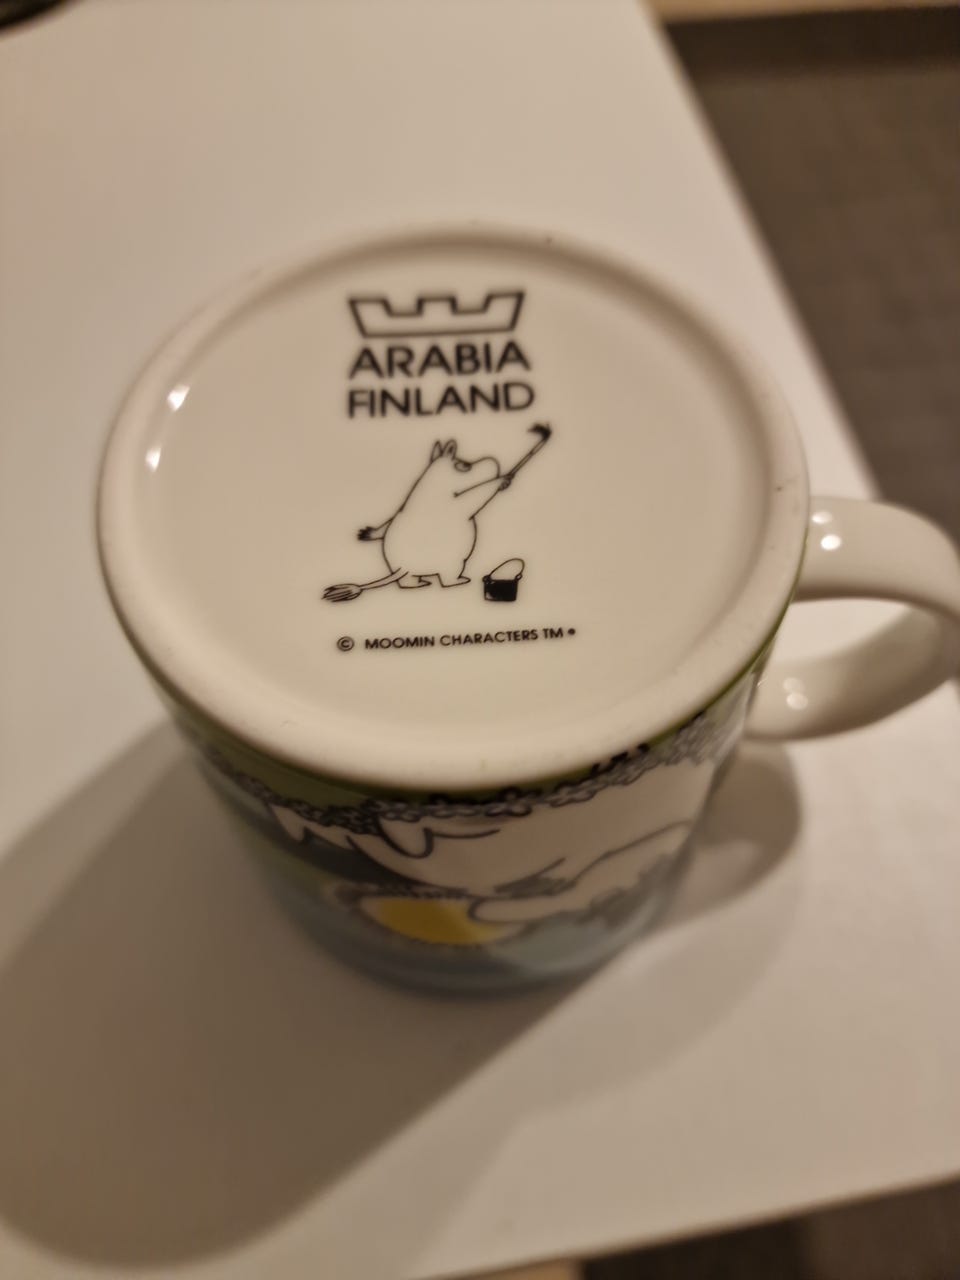 ARABIA
FINLAND
© MOOMIN CHARACTERS TM •